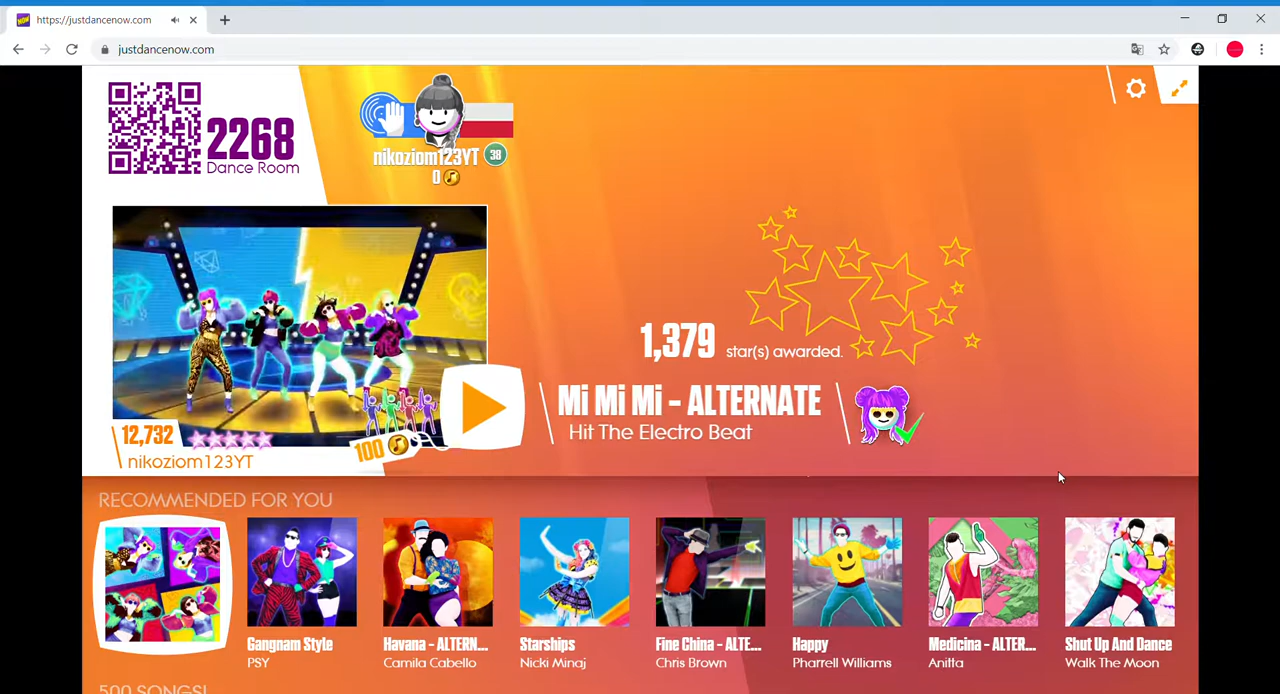 https://justdancenow.com
justdancenow.com
2268
Dance Room
nikoziom123YT 38
0
1,379 star(s) awarded.
Mi Mi Mi - ALTERNATE
Hit The Electro Beat
12,732
nikoziom123YT
100
RECOMMENDED FOR YOU
Gangnam Style
PSY
Havana - ALTERN...
Camila Cabello
Starships
Nicki Minaj
Fine China - ALTE...
Chris Brown
Happy
Pharrell Williams
Medicina - ALTER...
Anitta
Shut Up And Dance
Walk The Moon
500 SONGS!